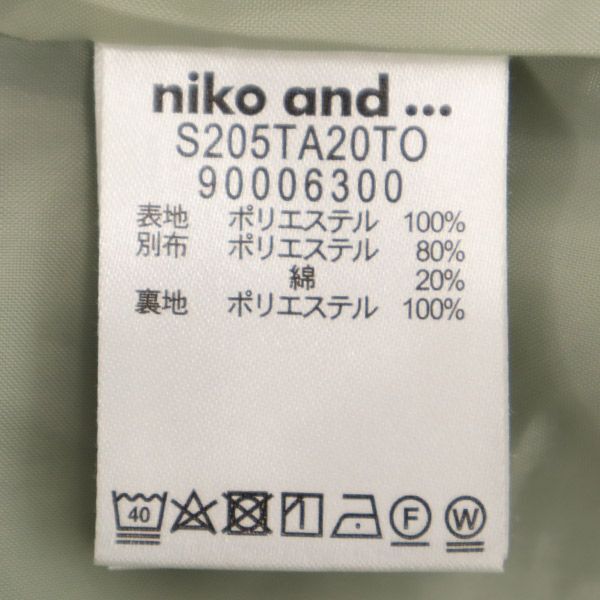 niko and ...
S205TA20TO
90006300
表地 ポリエステル 100%
別布 ポリエステル 80%
綿 20%
裏地 ポリエステル 100%
40 F W